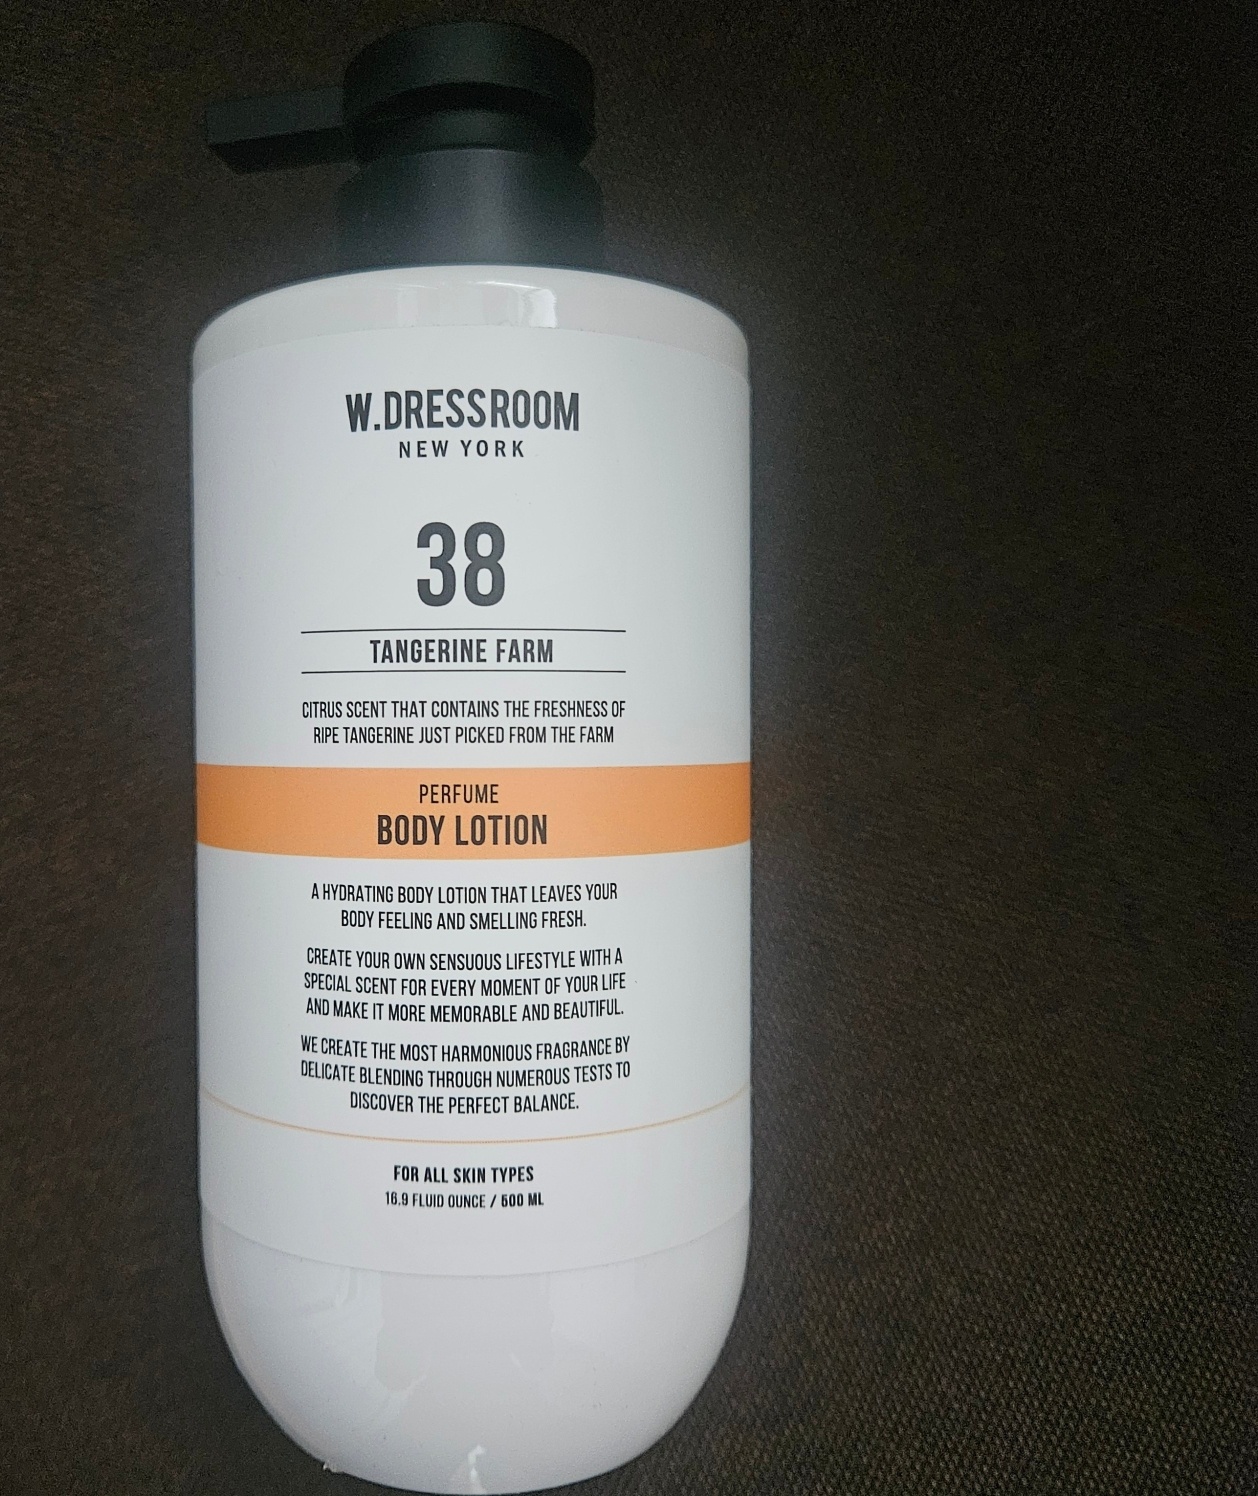 W.DRESSROOM
NEW YORK
38
TANGERINE FARM
CITRUS SCENT THAT CONTAINS THE FRESHNESS OF
RIPE TANGERINE JUST PICKED FROM THE FARM
PERFUME
BODY LOTION
A HYDRATING BODY LOTION THAT LEAVES YOUR
BODY FEELING AND SMELLING FRESH.
CREATE YOUR OWN SENSUOUS LIFESTYLE WITH A
SPECIAL SCENT FOR EVERY MOMENT OF YOUR LIFE
AND MAKE IT MORE MEMORABLE AND BEAUTIFUL.
WE CREATE THE MOST HARMONIOUS FRAGRANCE BY
DELICATE BLENDING THROUGH NUMEROUS TESTS TO
DISCOVER THE PERFECT BALANCE.
FOR ALL SKIN TYPES
16.9 FLUID OUNCE / 500 ML